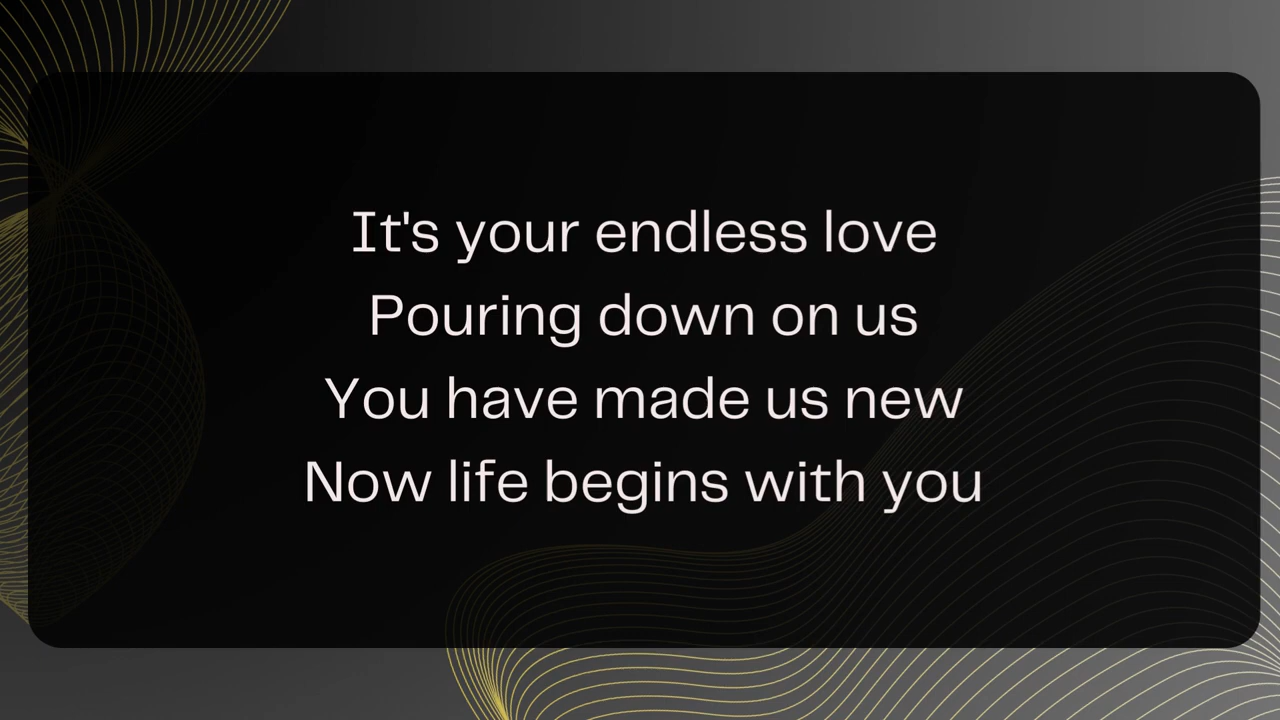 It's your endless love
Pouring down on us
You have made us new
Now life begins with you